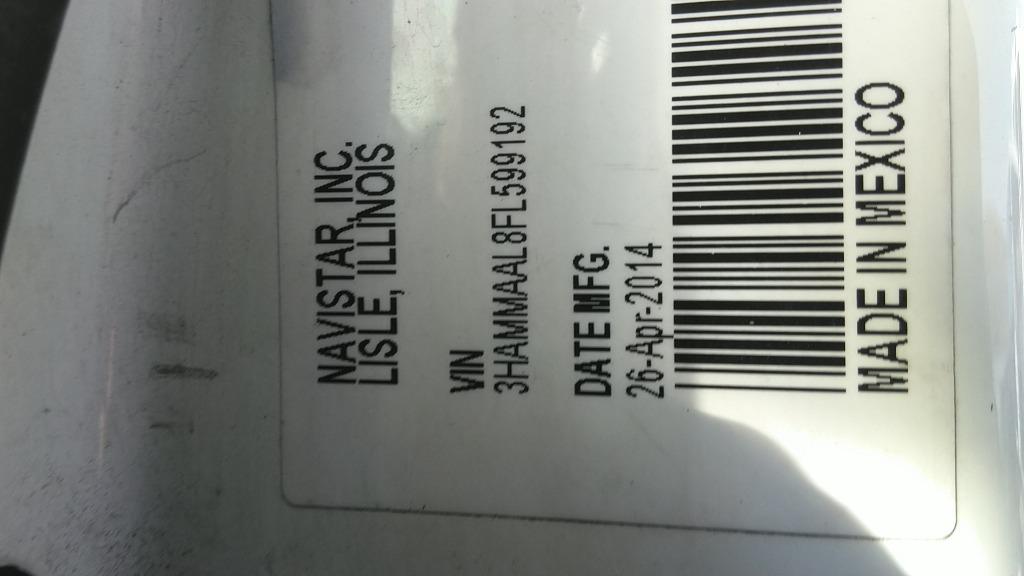 NAVISTAR, INC.
LISLE, ILLINOIS
VIN
3HAMMAAL8FL599192
DATE MFG.
26-Apr-2014
MADE IN MEXICO